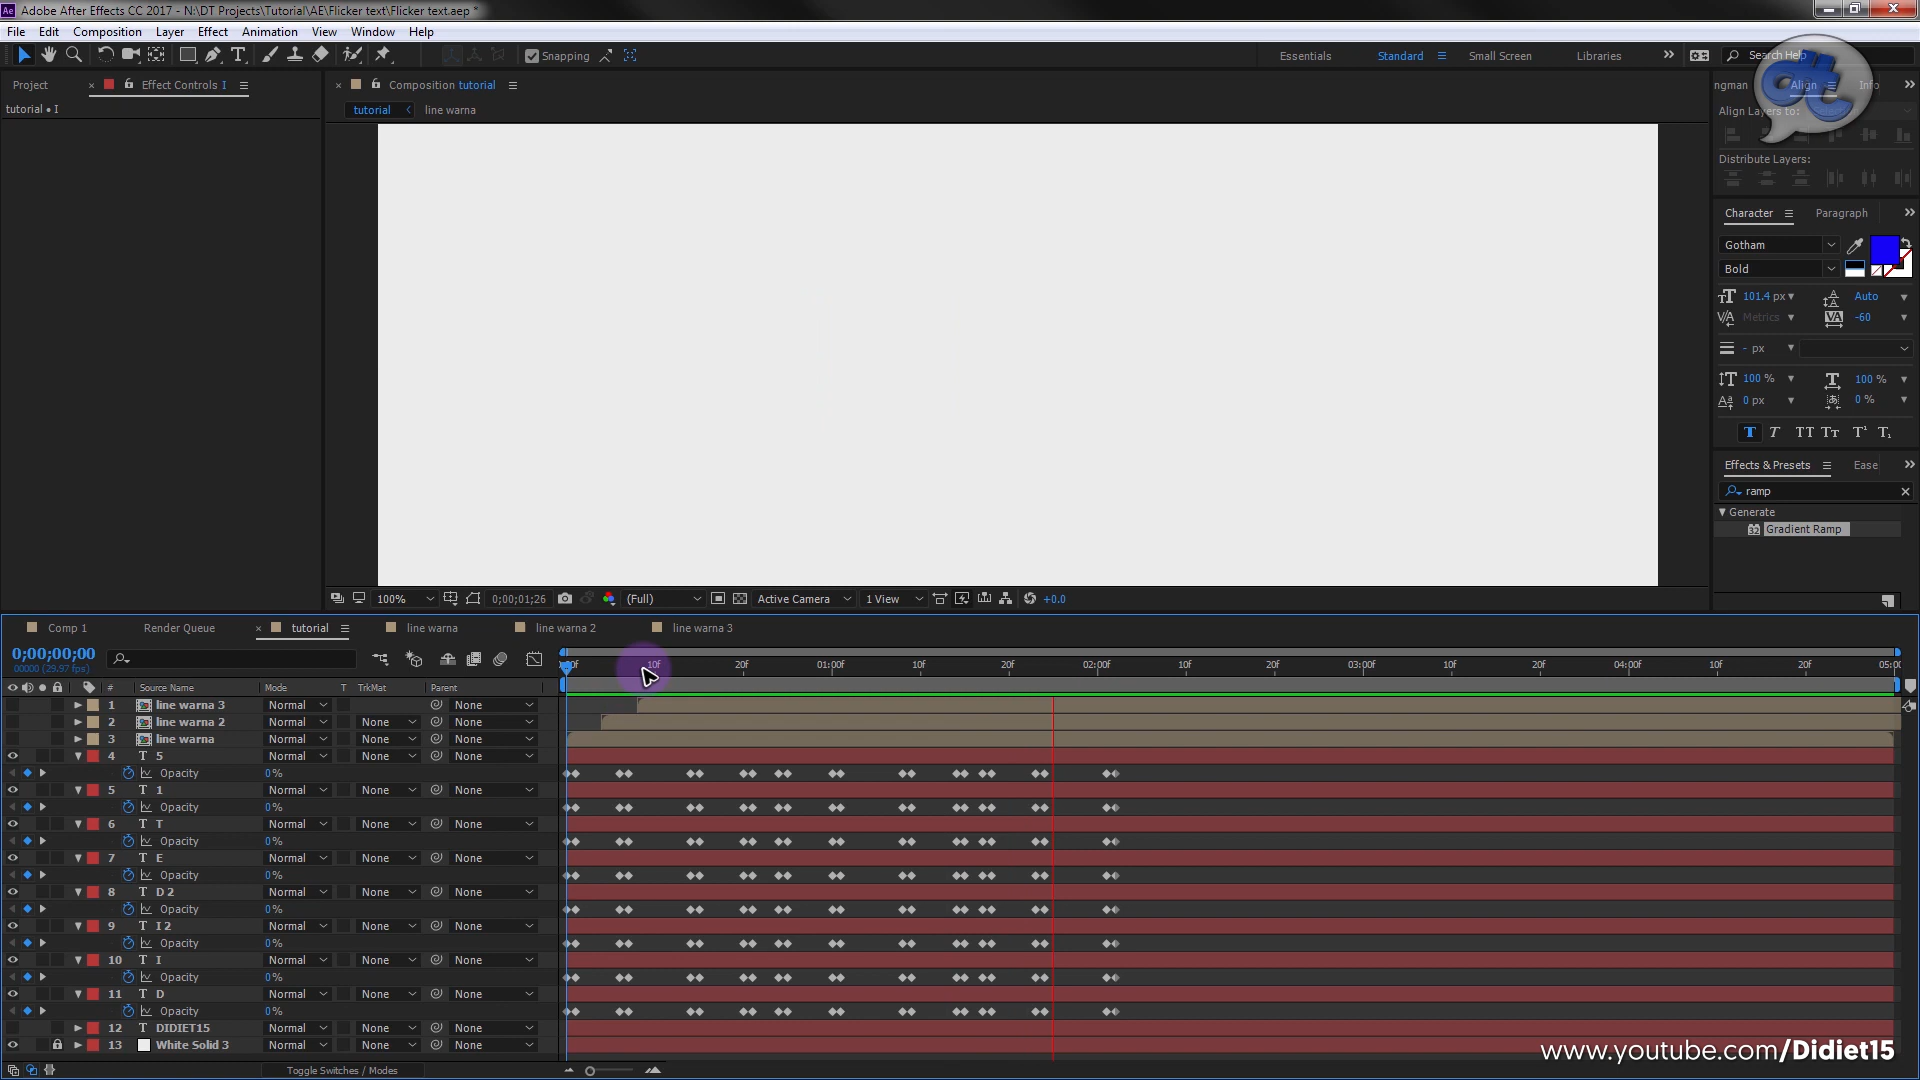 Adobe After Effects CC 2017 - N:\DT Projects\Tutorial\AE\Flicker text\Flicker text.aep *
File Edit Composition Layer Effect Animation View Window Help
Snapping Essentials Standard Small Screen Libraries Search Help
Project Effect Controls I Composition tutorial ngman Align Info
tutorial • I tutorial line warna Align Layers to:
Distribute Layers:
Character Paragraph
Gotham
Bold
101.4 px Auto
Metrics -60
- px
100 % 100 %
0 px 0 %
Effects & Presets Ease
ramp
Generate
Gradient Ramp
100% 0;00;01;26 (Full) Active Camera 1 View +0.0
Comp 1 Render Queue tutorial line warna line warna 2 line warna 3
0;00;00;00
00000 (29.97 fps)
10f 20f 01:00f 10f 20f 02:00f 10f 20f 03:00f 10f 20f 04:00f 10f 20f
# Source Name Mode T TrkMat Parent
1 line warna 3 Normal None
2 line warna 2 Normal None None
3 line warna Normal None None
4 T 5 Normal None None
Opacity 0%
5 T 1 Normal None None
Opacity 0%
6 T T Normal None None
Opacity 0%
7 T E Normal None None
Opacity 0%
8 T D 2 Normal None None
Opacity 0%
9 T I 2 Normal None None
Opacity 0%
10 T I Normal None None
Opacity 0%
11 T D Normal None None
Opacity 0%
12 T DIDIET15 Normal None None
13 White Solid 3 Normal None None
Toggle Switches / Modes
www.youtube.com/Didiet15